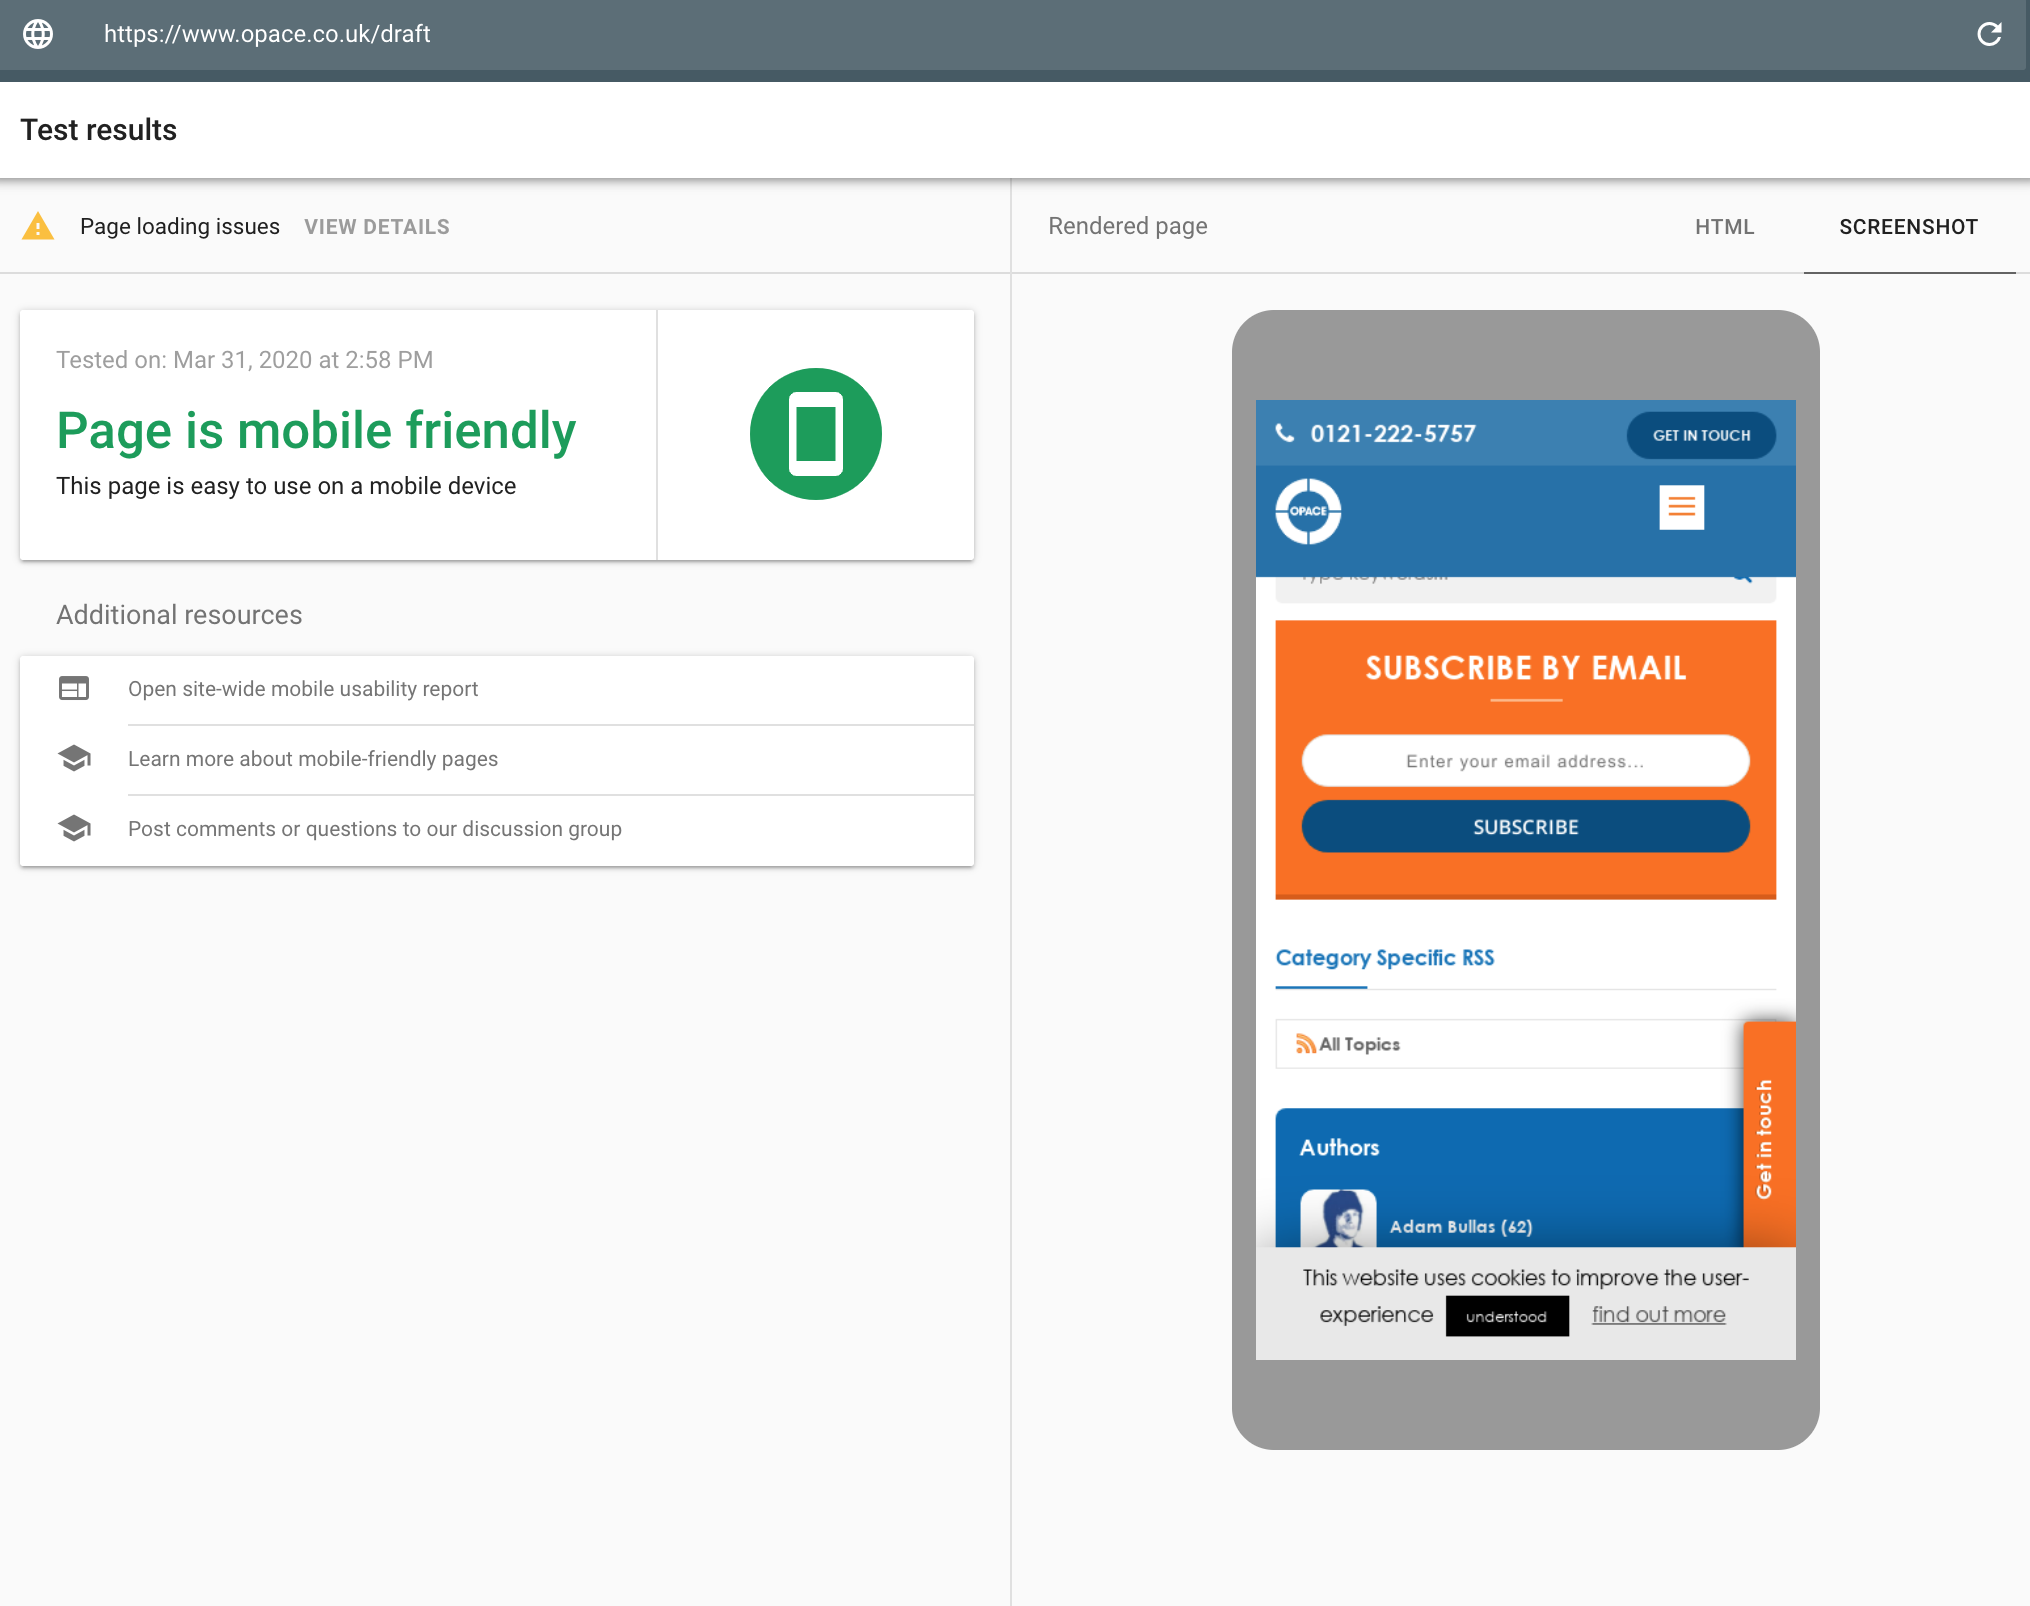 https://www.opace.co.uk/draft
Test results
Page loading issues VIEW DETAILS
Rendered page HTML SCREENSHOT
Tested on: Mar 31, 2020 at 2:58 PM
Page is mobile friendly
This page is easy to use on a mobile device
Additional resources
Open site-wide mobile usability report
Learn more about mobile-friendly pages
Post comments or questions to our discussion group
0121-222-5757 GET IN TOUCH
OPACE
Type keywords...
SUBSCRIBE BY EMAIL
Enter your email address...
SUBSCRIBE
Category Specific RSS
All Topics
Get in touch
Authors
Adam Bullas (62)
This website uses cookies to improve the user-
experience understood find out more